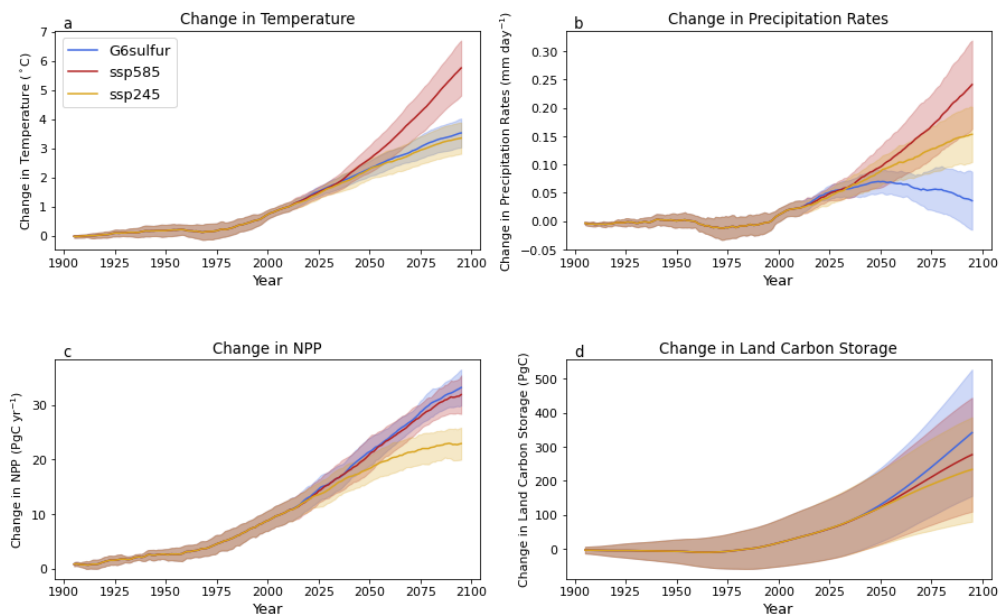 a Change in Temperature
Change in Temperature (°C)
7
6
5
4
3
2
1
0
G6sulfur
ssp585
ssp245
1900 1925 1950 1975 2000 2025 2050 2075 2100
Year
b Change in Precipitation Rates
Change in Precipitation Rates (mm day⁻¹)
0.30
0.25
0.20
0.15
0.10
0.05
0.00
−0.05
1900 1925 1950 1975 2000 2025 2050 2075 2100
Year
c Change in NPP
Change in NPP (PgC yr⁻¹)
30
20
10
0
1900 1925 1950 1975 2000 2025 2050 2075 2100
Year
d Change in Land Carbon Storage
Change in Land Carbon Storage (PgC)
500
400
300
200
100
0
1900 1925 1950 1975 2000 2025 2050 2075 2100
Year